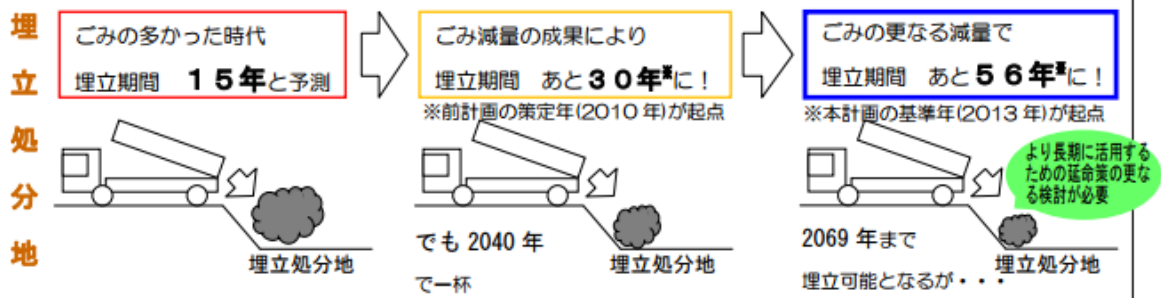 埋立処分地
ごみの多かった時代
埋立期間　１５年と予測
埋立処分地
ごみ減量の成果により
埋立期間　あと３０年※に！
※前計画の策定年(2010 年)が起点
でも 2040 年
で一杯
埋立処分地
ごみの更なる減量で
埋立期間　あと５６年※に！
※本計画の基準年(2013 年)が起点
より長期に活用する
ための延命策の更な
る検討が必要
2069 年まで
埋立可能となるが・・・
埋立処分地